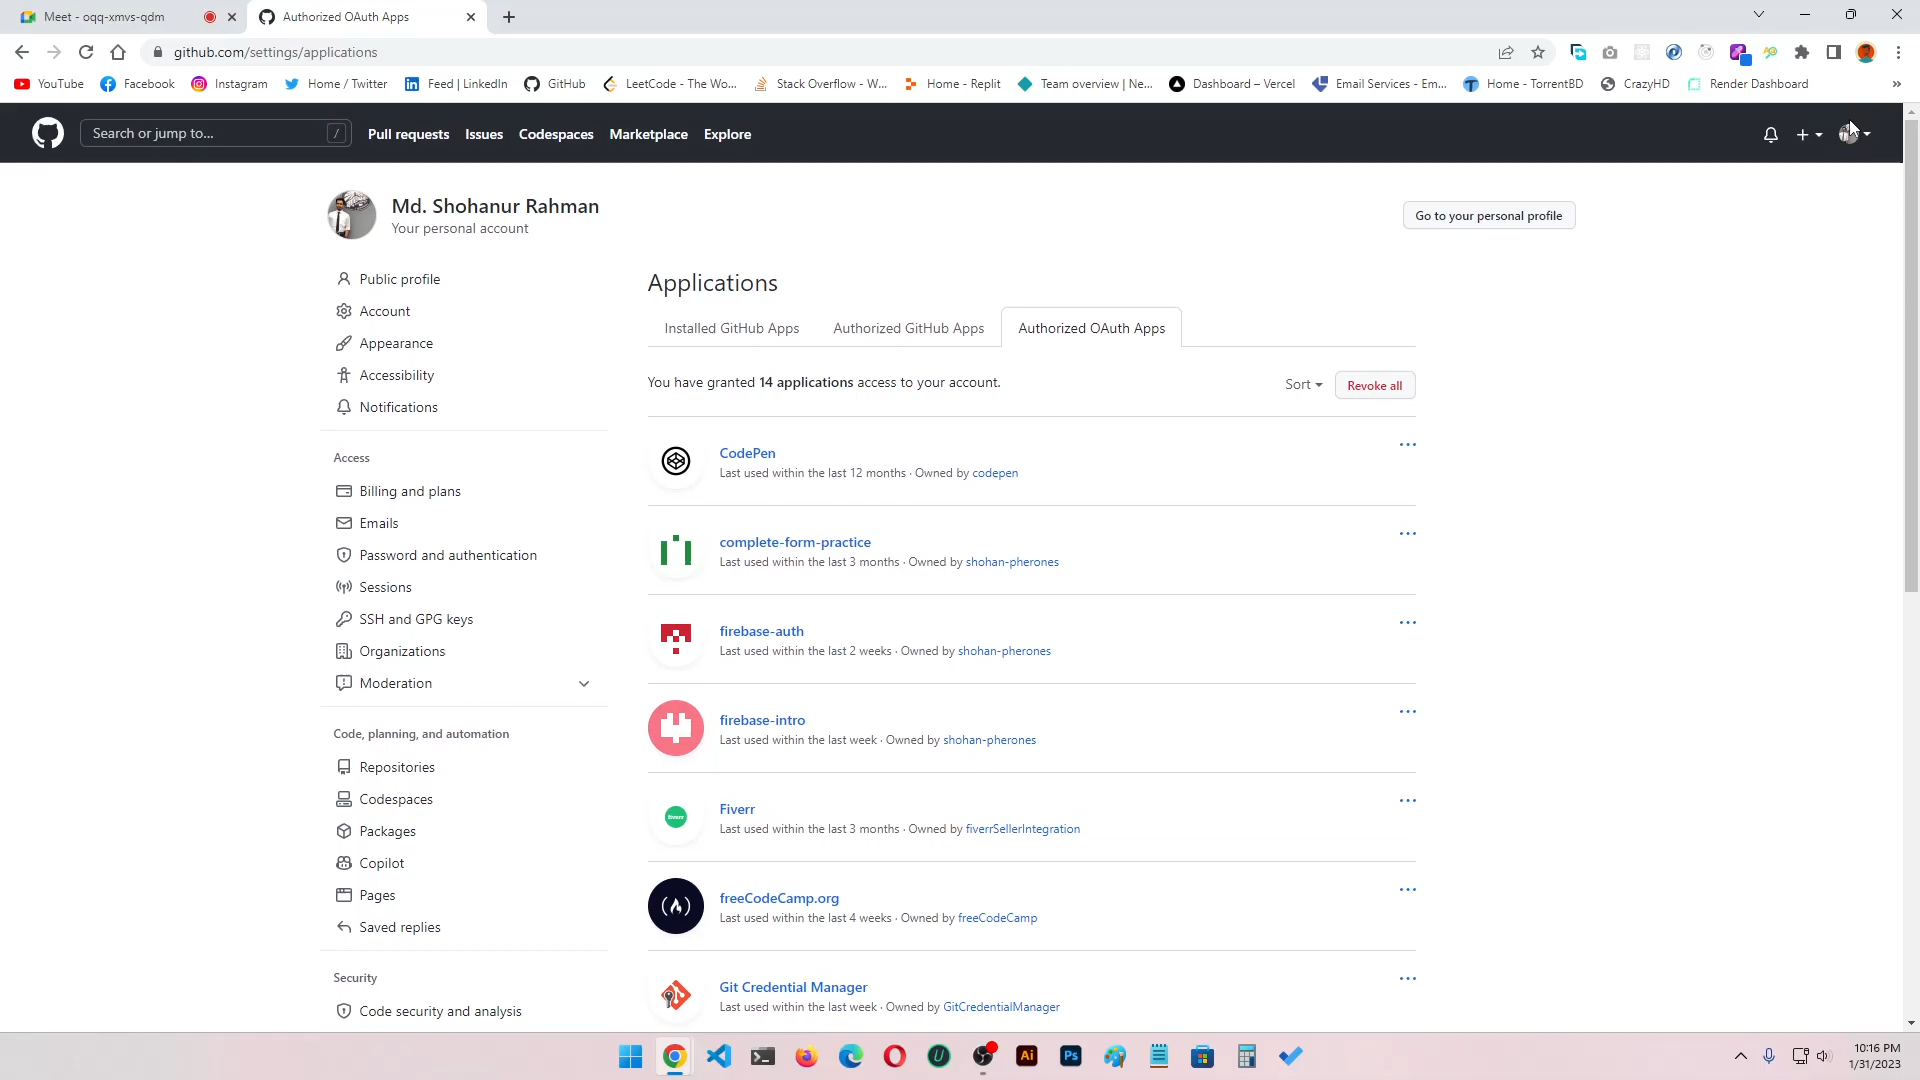 Meet - oqq-xmvs-qdm
Authorized OAuth Apps
github.com/settings/applications
YouTube
Facebook
Instagram
Home / Twitter
Feed | LinkedIn
GitHub
LeetCode - The Wo...
Stack Overflow - W...
Home - Replit
Team overview | Ne...
Dashboard – Vercel
Email Services - Em...
Home - TorrentBD
CrazyHD
Render Dashboard
Search or jump to...
/
Pull requests
Issues
Codespaces
Marketplace
Explore
Md. Shohanur Rahman
Your personal account
Go to your personal profile
Public profile
Account
Appearance
Accessibility
Notifications
Access
Billing and plans
Emails
Password and authentication
Sessions
SSH and GPG keys
Organizations
Moderation
Code, planning, and automation
Repositories
Codespaces
Packages
Copilot
Pages
Saved replies
Security
Code security and analysis
Applications
Installed GitHub Apps
Authorized GitHub Apps
Authorized OAuth Apps
You have granted 14 applications access to your account.
Sort
Revoke all
CodePen
Last used within the last 12 months · Owned by codepen
complete-form-practice
Last used within the last 3 months · Owned by shohan-pherones
firebase-auth
Last used within the last 2 weeks · Owned by shohan-pherones
firebase-intro
Last used within the last week · Owned by shohan-pherones
fiverr
Fiverr
Last used within the last 3 months · Owned by fiverrSellerIntegration
freeCodeCamp.org
Last used within the last 4 weeks · Owned by freeCodeCamp
Git Credential Manager
Last used within the last week · Owned by GitCredentialManager
Ai
Ps
10:16 PM
1/31/2023